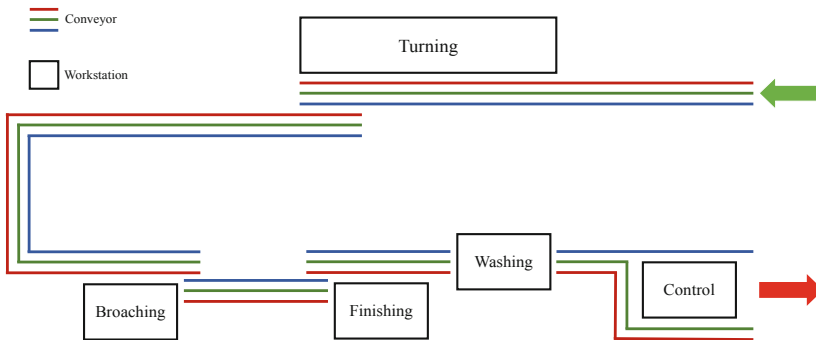 Conveyor
Turning
Workstation
Washing
Control
Broaching
Finishing